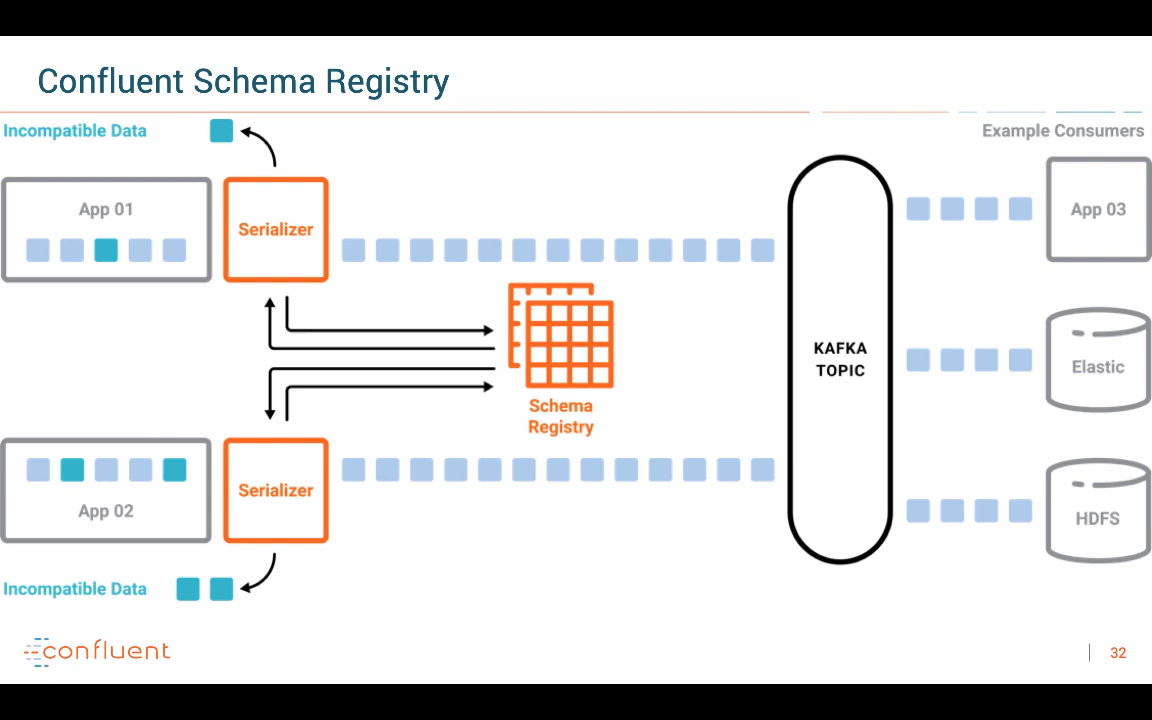 Confluent Schema Registry
Incompatible Data
Example Consumers
App 01
Serializer
App 03
KAFKA
TOPIC
Elastic
Schema
Registry
Serializer
App 02
HDFS
Incompatible Data
confluent
32